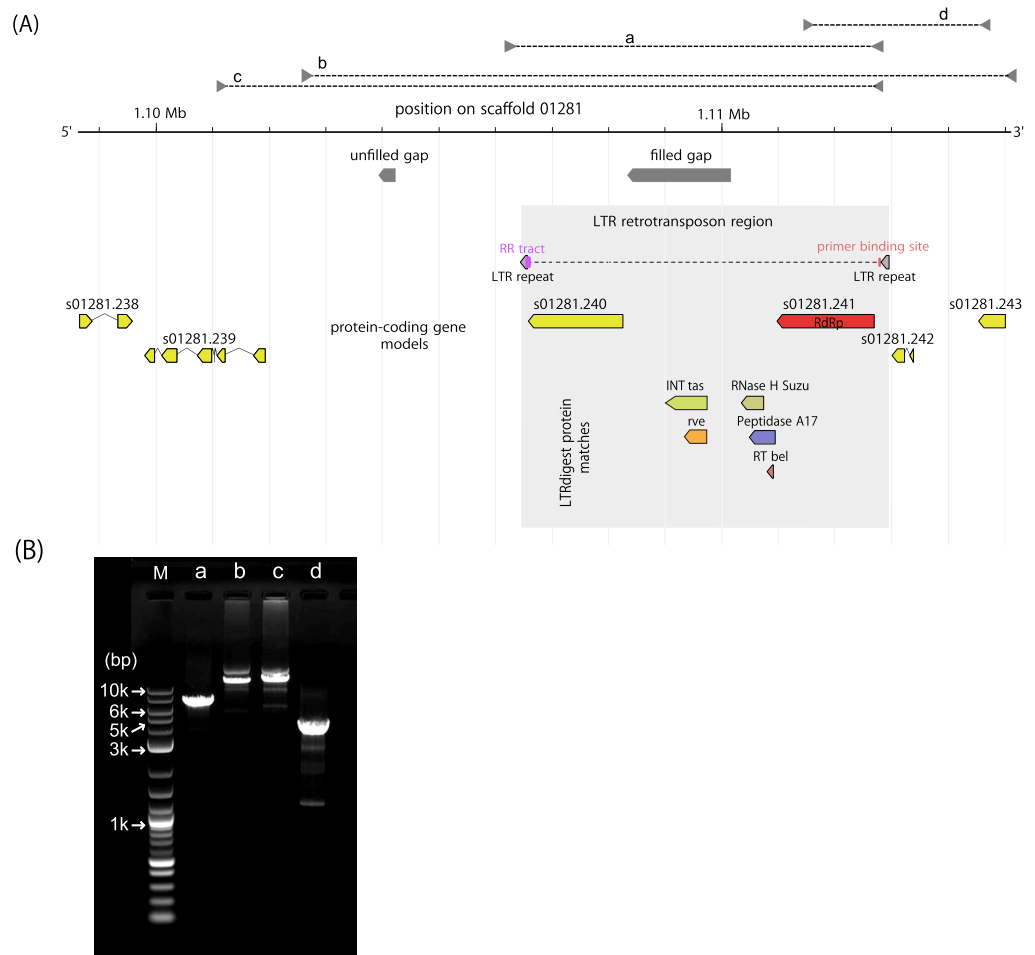 (A)
d
a
b
c
position on scaffold 01281
1.10 Mb
1.11 Mb
5'
3'
unfilled gap
filled gap
LTR retrotransposon region
RR tract
primer binding site
LTR repeat
LTR repeat
s01281.238
s01281.240
s01281.241
s01281.243
RdRp
protein-coding gene
models
s01281.239
s01281.242
INT tas
RNase H Suzu
rve
Peptidase A17
RT bel
LTRdigest protein
matches
(B)
M a b c d
(bp)
10k
6k
5k
3k
1k